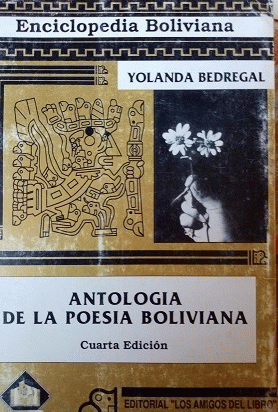 Enciclopedia Boliviana
YOLANDA BEDREGAL
ANTOLOGIA
DE LA POESIA BOLIVIANA
Cuarta Edición
EDITORIAL "LOS AMIGOS DEL LIBRO"